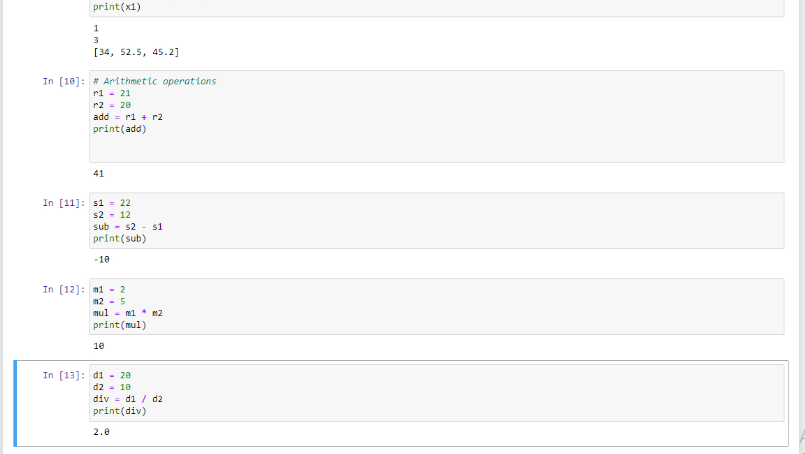 print(x1)
1
3
[34, 52.5, 45.2]
In [10]: # Arithmetic operations
r1 = 21
r2 = 20
add = r1 + r2
print(add)
41
In [11]: s1 = 22
s2 = 12
sub = s2 - s1
print(sub)
-10
In [12]: m1 = 2
m2 = 5
mul = m1 * m2
print(mul)
10
In [13]: d1 = 20
d2 = 10
div = d1 / d2
print(div)
2.0